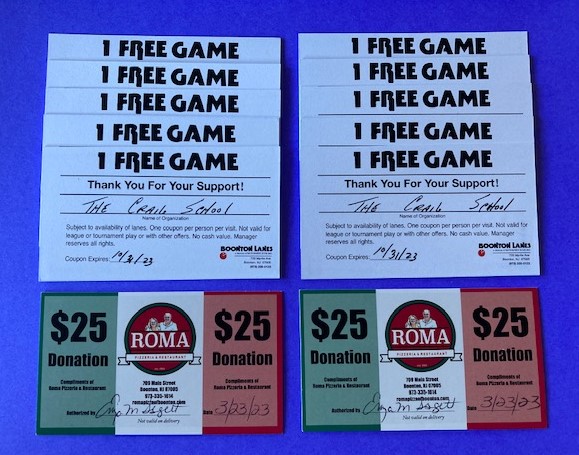 1 FREE GAME
1 FREE GAME
1 FREE GAME
1 FREE GAME
1 FREE GAME
Thank You For Your Support!
THE CRAIG SCHOOL
Name of Organization
Subject to availability of lanes. One coupon per person per visit. Not valid for
league or tournament play or with other offers. No cash value. Manager
reserves all rights.
Coupon Expires: 10/31/23
BOONTON LANES
1 FREE GAME
1 FREE GAME
1 FREE GAME
1 FREE GAME
1 FREE GAME
Thank You For Your Support!
THE CRAIG SCHOOL
Name of Organization
Subject to availability of lanes. One coupon per person per visit. Not valid for
league or tournament play or with other offers. No cash value. Manager
reserves all rights.
Coupon Expires: 10/31/23
BOONTON LANES
$25
Donation
Compliments of
Roma Pizzeria & Restaurant
Authorized by
ROMA
PIZZERIA & RESTAURANT
709 Main Street
Boonton, NJ 07005
973-335-1014
romapizzaofboonton.com
Not valid on delivery
$25
Donation
Compliments of
Roma Pizzeria & Restaurant
Date 3/23/23
$25
Donation
Compliments of
Roma Pizzeria & Restaurant
Authorized by
ROMA
PIZZERIA & RESTAURANT
709 Main Street
Boonton, NJ 07005
973-335-1014
romapizzaofboonton.com
Not valid on delivery
$25
Donation
Compliments of
Roma Pizzeria & Restaurant
Date 3/23/23